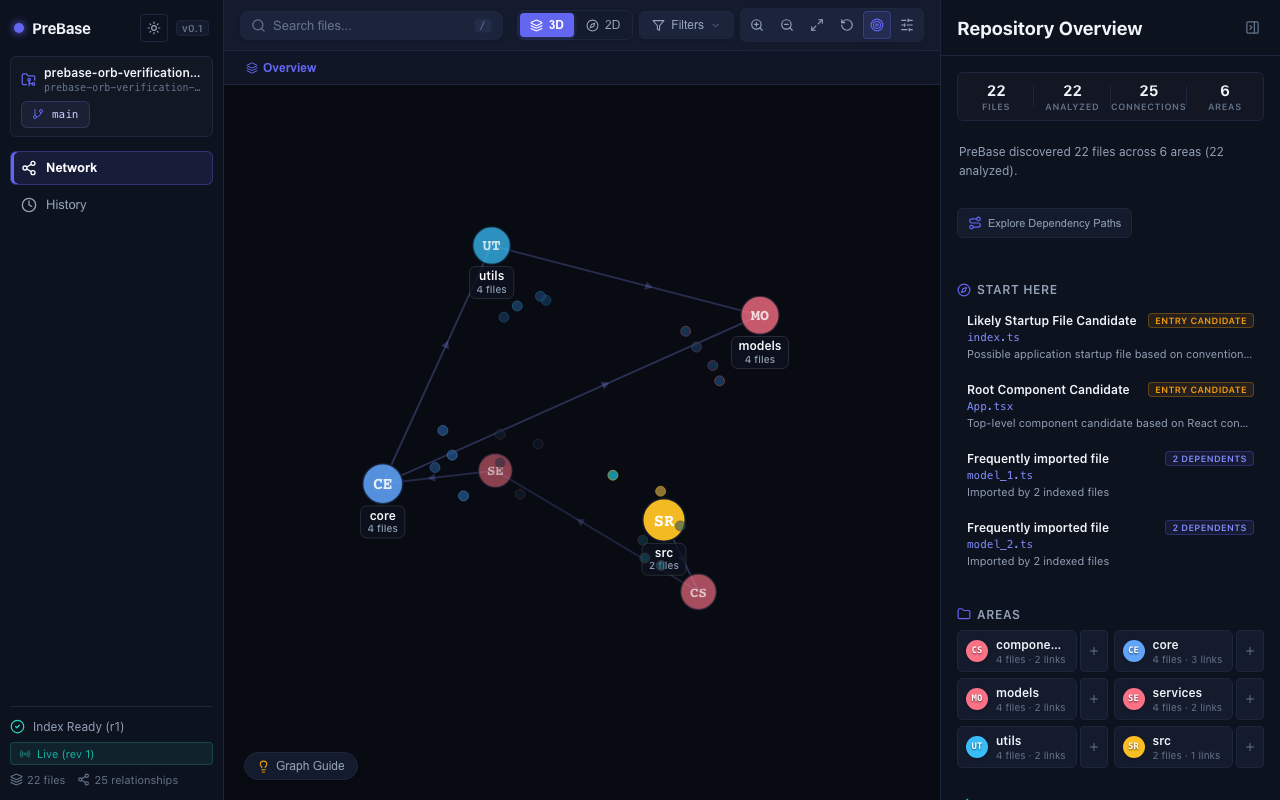 PreBase
v0.1
prebase-orb-verification...
prebase-orb-verification-…
main
Network
History
Index Ready (r1)
Live (rev 1)
22 files
25 relationships
Search files...
/
3D
2D
Filters
Overview
UT
utils
4 files
MO
models
4 files
CE
core
4 files
SE
SR
src
2 files
CS
Graph Guide
Repository Overview
22
FILES
22
ANALYZED
25
CONNECTIONS
6
AREAS
PreBase discovered 22 files across 6 areas (22
analyzed).
Explore Dependency Paths
START HERE
Likely Startup File Candidate
ENTRY CANDIDATE
index.ts
Possible application startup file based on convention...
Root Component Candidate
ENTRY CANDIDATE
App.tsx
Top-level component candidate based on React con...
Frequently imported file
2 DEPENDENTS
model_1.ts
Imported by 2 indexed files
Frequently imported file
2 DEPENDENTS
model_2.ts
Imported by 2 indexed files
AREAS
CS
compone...
4 files · 2 links
+
CE
core
4 files · 3 links
+
MO
models
4 files · 2 links
+
SE
services
4 files · 2 links
+
UT
utils
4 files · 2 links
+
SR
src
2 files · 1 links
+